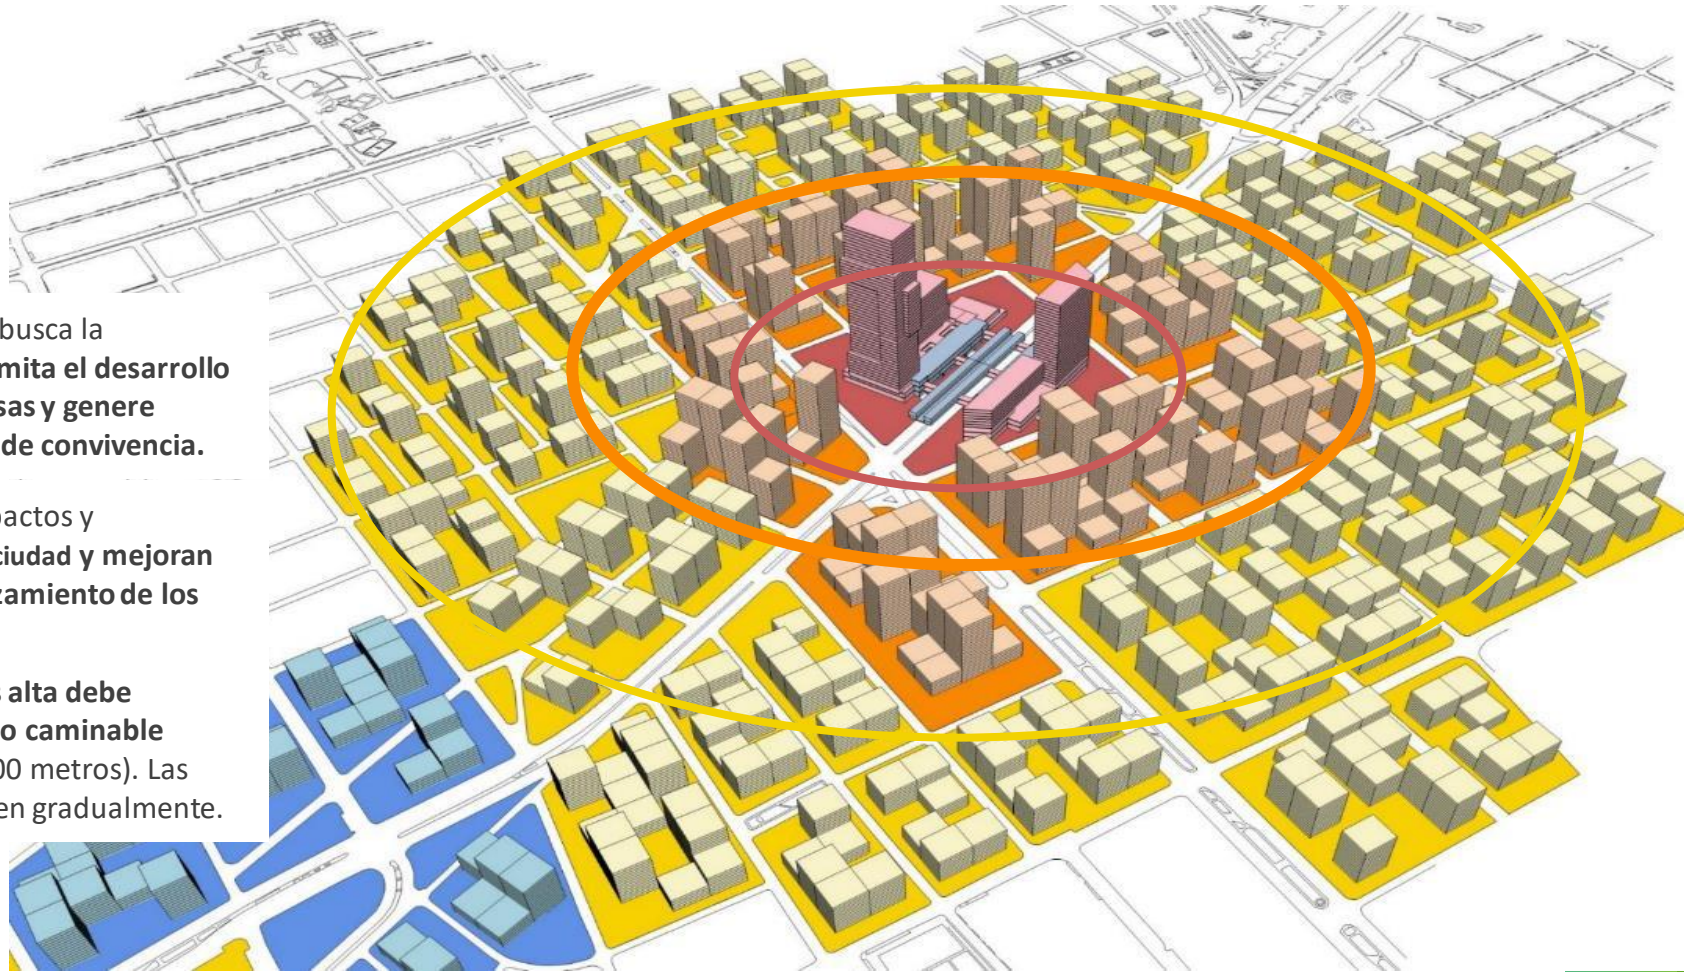 busca la
mita el desarrollo
sas y genere
de convivencia.
pactos y
ciudad y mejoran
zamiento de los
s alta debe
o caminable
00 metros). Las
en gradualmente.